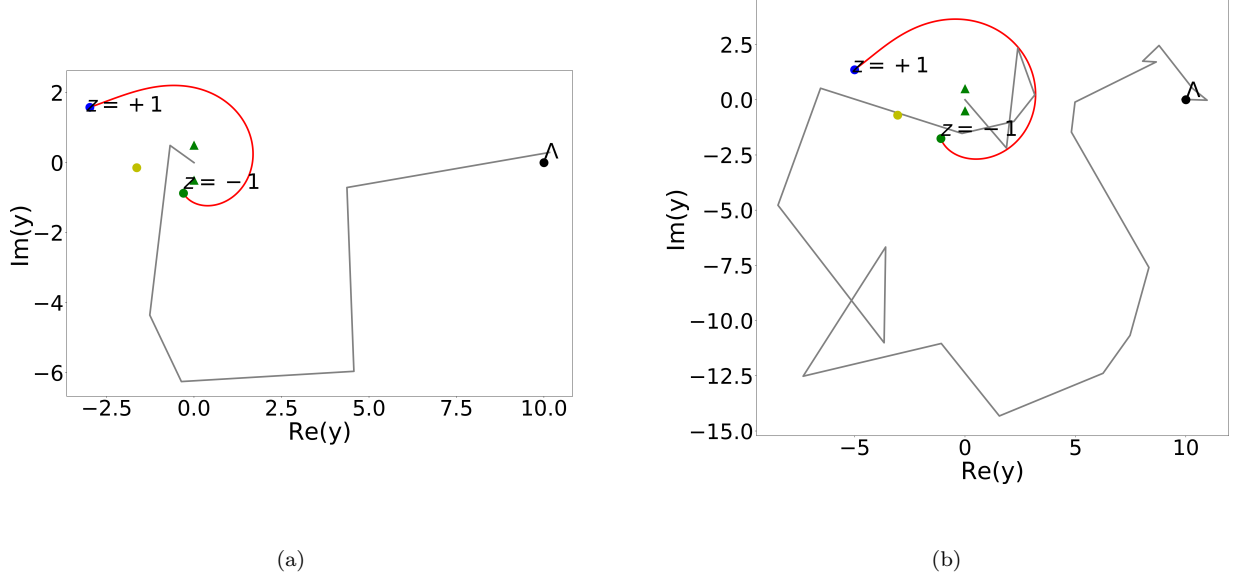 2
0
−2
−4
−6
Im(y)
z = +1
z = −1
Λ
−2.5
0.0
2.5
5.0
7.5
10.0
Re(y)
(a)
2.5
0.0
−2.5
−5.0
−7.5
−10.0
−12.5
−15.0
Im(y)
z = +1
z = −1
Λ
−5
0
5
10
Re(y)
(b)